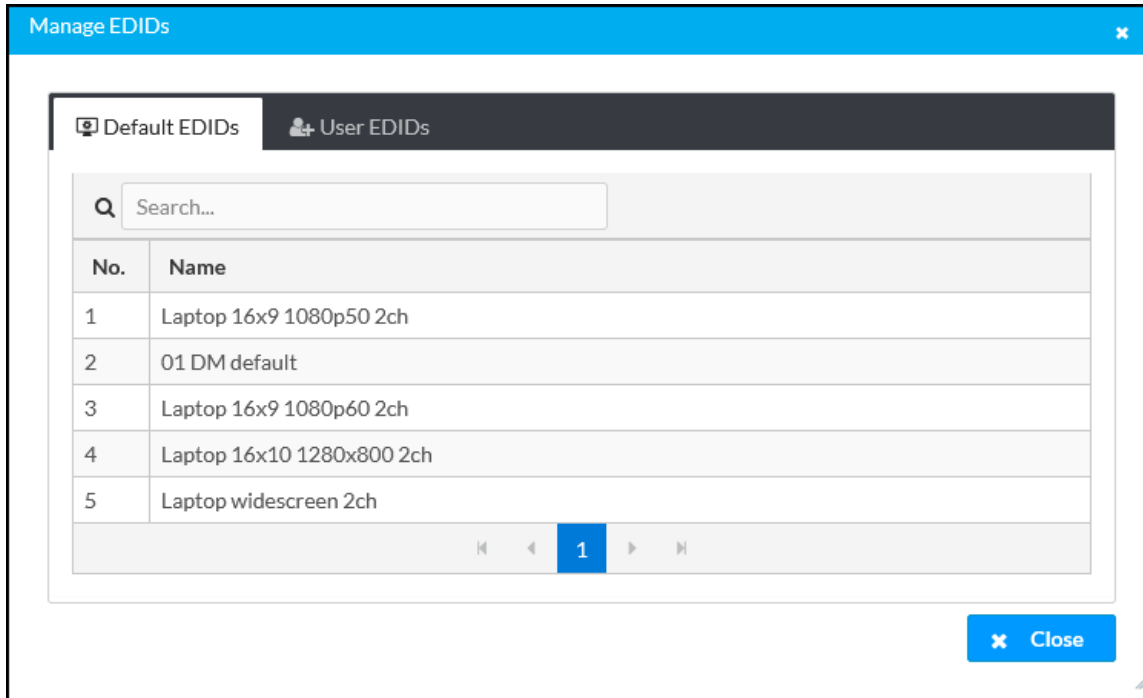 Manage EDIDs
Default EDIDs User EDIDs
Search...
No. Name
1 Laptop 16x9 1080p50 2ch
2 01 DM default
3 Laptop 16x9 1080p60 2ch
4 Laptop 16x10 1280x800 2ch
5 Laptop widescreen 2ch
1
Close